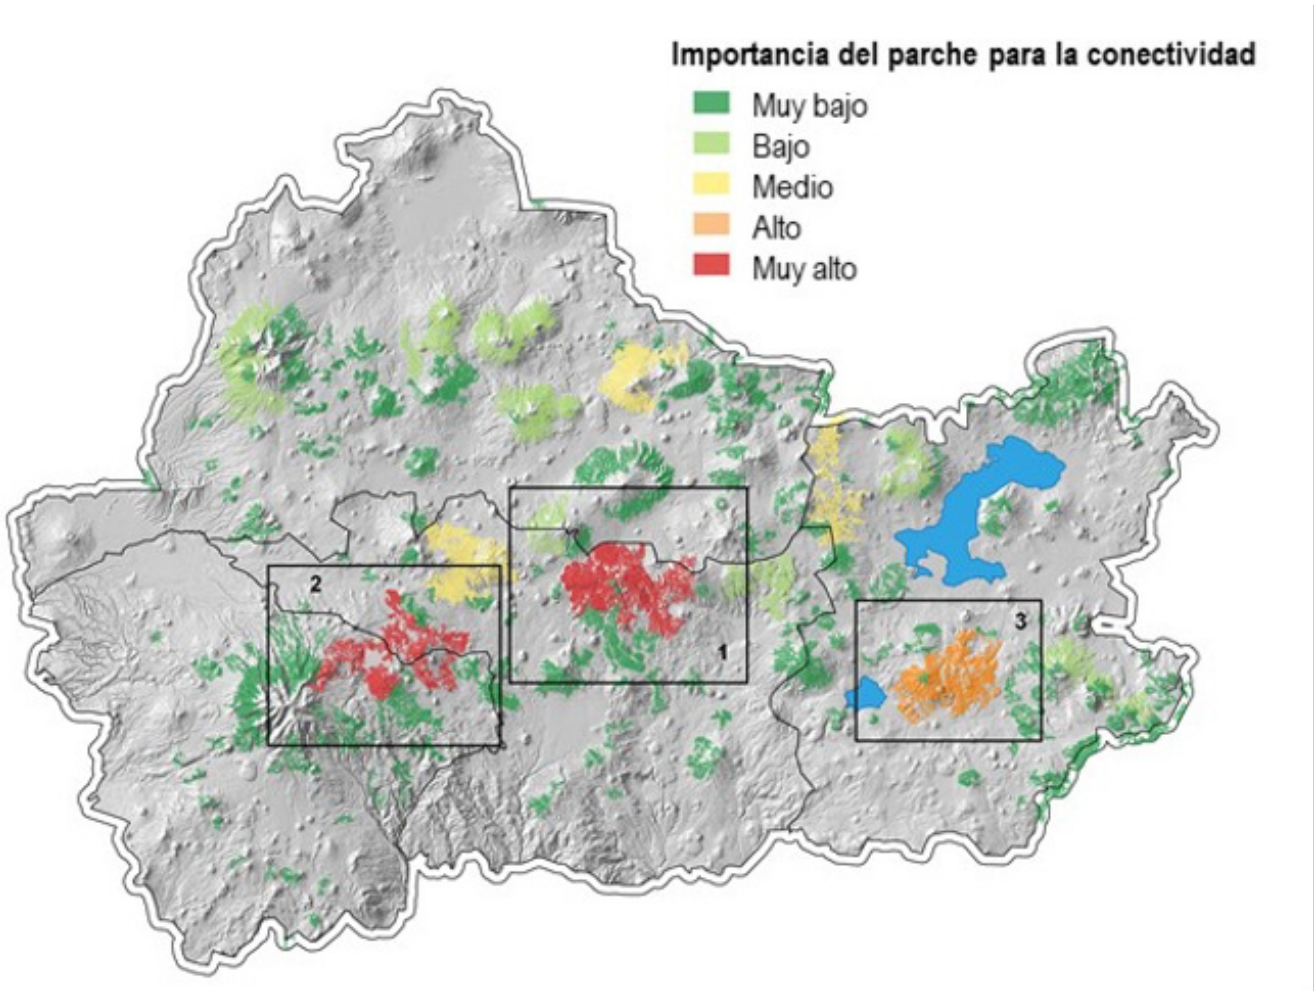 Importancia del parche para la conectividad
Muy bajo
Bajo
Medio
Alto
Muy alto
2
3
1